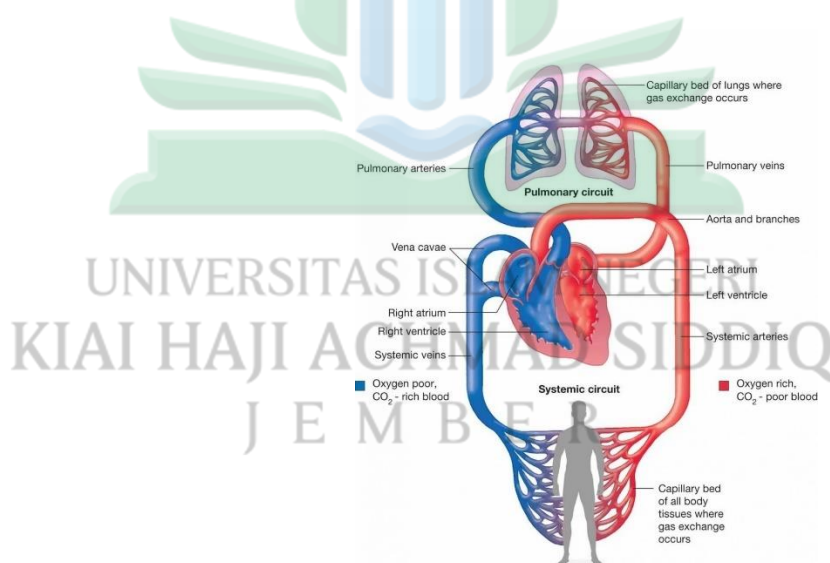 Capillary bed of lungs where
gas exchange occurs
Pulmonary arteries
Pulmonary veins
Pulmonary circuit
Aorta and branches
Vena cavae
UNIVERSITAS ISLAM NEGERI
Left atrium
Left ventricle
Right atrium
KIAI HAJI ACHMAD SIDDIQ
Right ventricle
Systemic arteries
Systemic veins
Oxygen poor,
CO₂ - rich blood
Systemic circuit
Oxygen rich,
CO₂ - poor blood
JEMBER
Capillary bed
of all body
tissues where
gas exchange
occurs